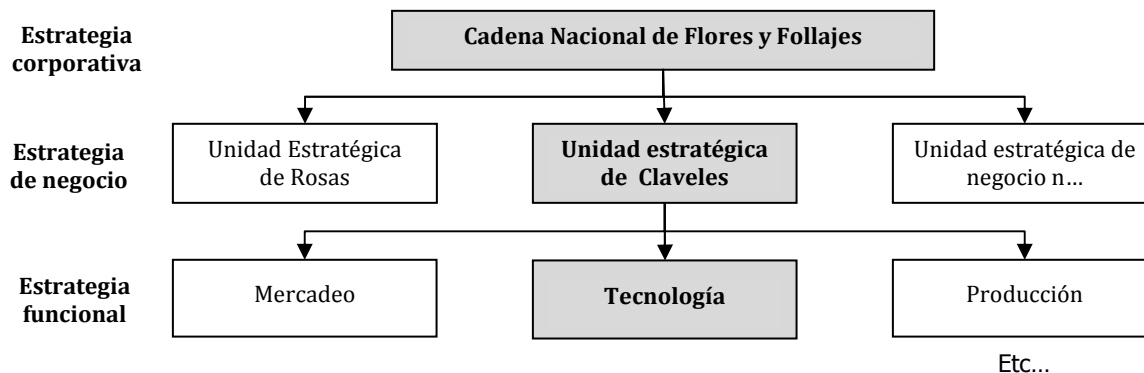 Estrategia
corporativa
Cadena Nacional de Flores y Follajes
Estrategia
de negocio
Unidad Estratégica
de Rosas
Unidad estratégica
de Claveles
Unidad estratégica de
negocio n...
Estrategia
funcional
Mercadeo
Tecnología
Producción
Etc...